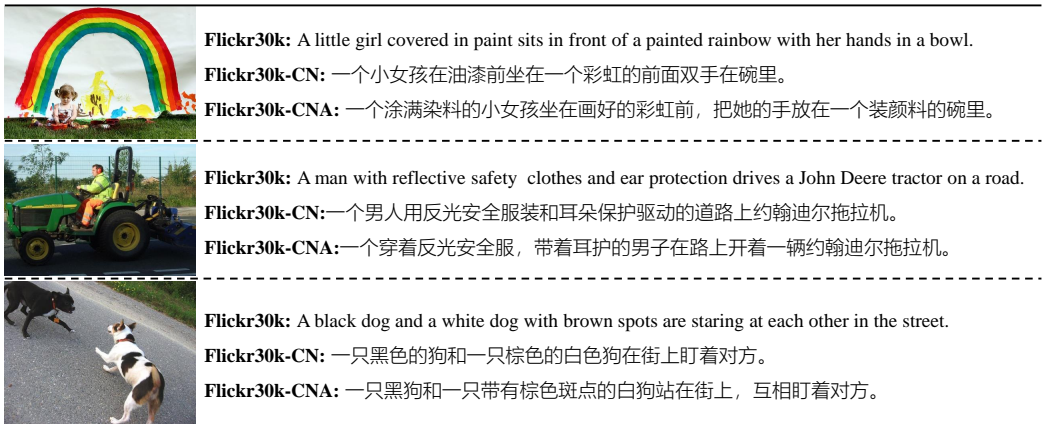 Flickr30k: A little girl covered in paint sits in front of a painted rainbow with her hands in a bowl.
Flickr30k-CN: 一个小女孩在油漆前坐在一个彩虹的前面双手在碗里。
Flickr30k-CNA: 一个涂满染料的小女孩坐在画好的彩虹前，把她的手放在一个装颜料的碗里。
Flickr30k: A man with reflective safety clothes and ear protection drives a John Deere tractor on a road.
Flickr30k-CN:一个男人用反光安全服装和耳朵保护驱动的道路上约翰迪尔拖拉机。
Flickr30k-CNA:一个穿着反光安全服，带着耳护的男子在路上开着一辆约翰迪尔拖拉机。
Flickr30k: A black dog and a white dog with brown spots are staring at each other in the street.
Flickr30k-CN: 一只黑色的狗和一只棕色的白色狗在街上盯着对方。
Flickr30k-CNA: 一只黑狗和一只带有棕色斑点的白狗站在街上，互相盯着对方。